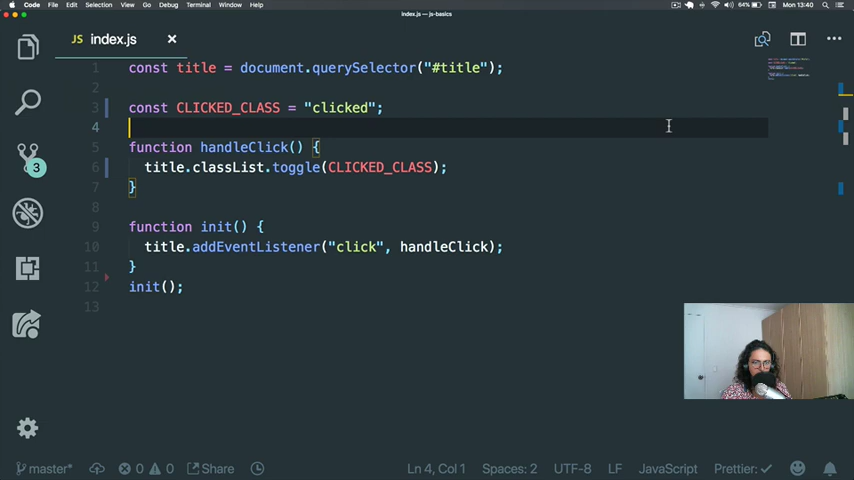 Code File Edit Selection View Go Debug Terminal Window Help 64% Mon 13:40
index.js — js-basics
JS index.js
1 const title = document.querySelector("#title");
2
3 const CLICKED_CLASS = "clicked";
4
5 function handleClick() {
6 title.classList.toggle(CLICKED_CLASS);
7 }
8
9 function init() {
10 title.addEventListener("click", handleClick);
11 }
12 init();
13
3
master* 0 0 Share Ln 4, Col 1 Spaces: 2 UTF-8 LF JavaScript Prettier: ✓